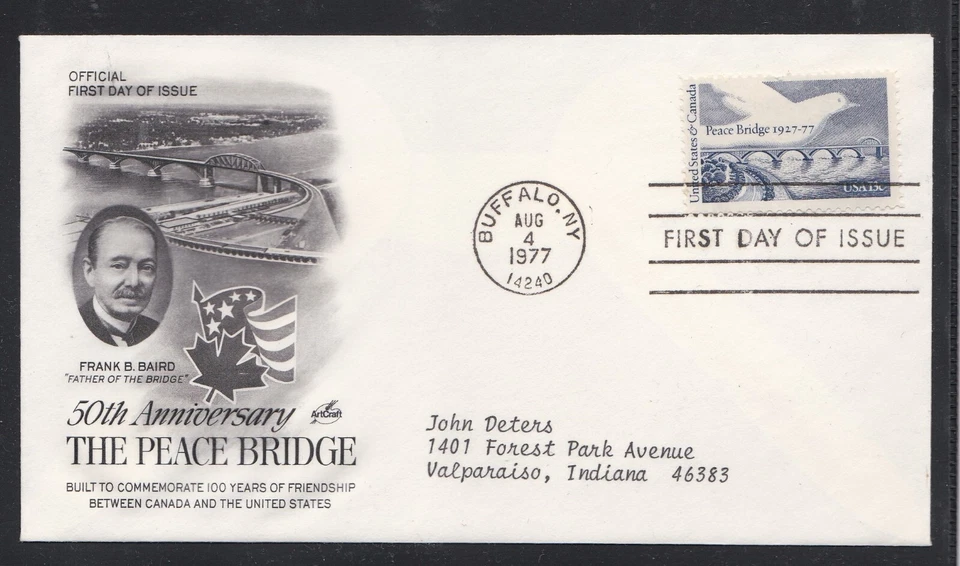 OFFICIAL
FIRST DAY OF ISSUE
FRANK B. BAIRD
"FATHER OF THE BRIDGE"
50th Anniversary
ArtCraft
THE PEACE BRIDGE
BUILT TO COMMEMORATE 100 YEARS OF FRIENDSHIP
BETWEEN CANADA AND THE UNITED STATES
BUFFALO, NY
AUG
4
1977
14240
United States & Canada
Peace Bridge 1927-77
USA 13c
FIRST DAY OF ISSUE
John Deters
1401 Forest Park Avenue
Valparaiso, Indiana 46383